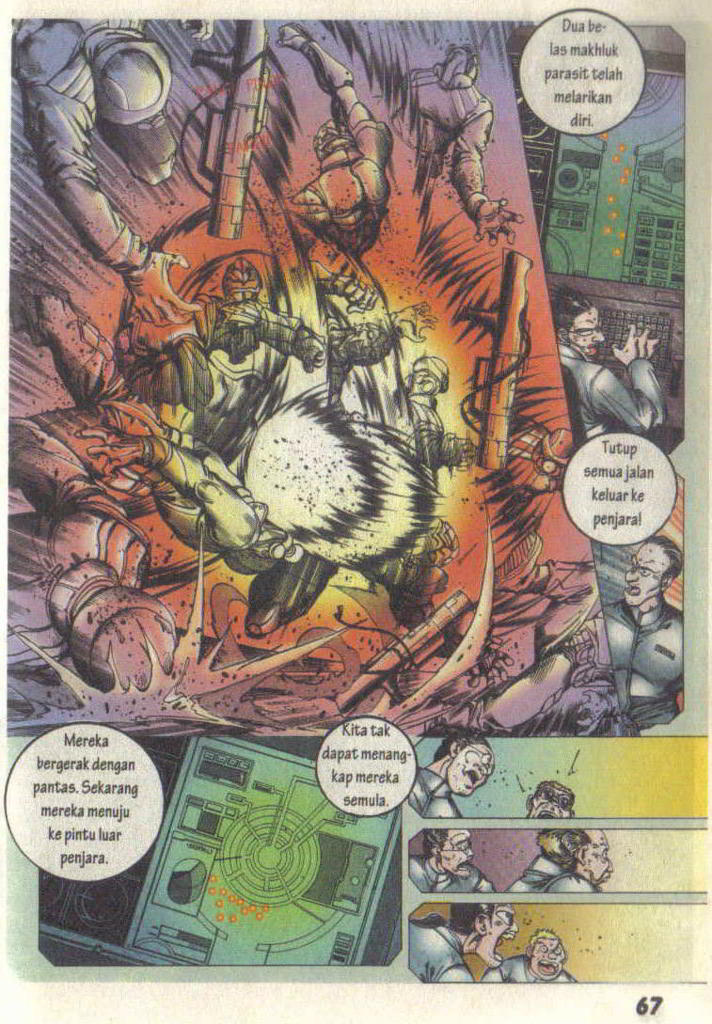 Dua be-
las makhluk
parasit telah
melarikan
diri.
Tutup
semua jalan
keluar ke
penjara!
Mereka
bergerak dengan
pantas. Sekarang
mereka menuju
ke pintu luar
penjara.
Kita tak
dapat menang-
kap mereka
semula.
67